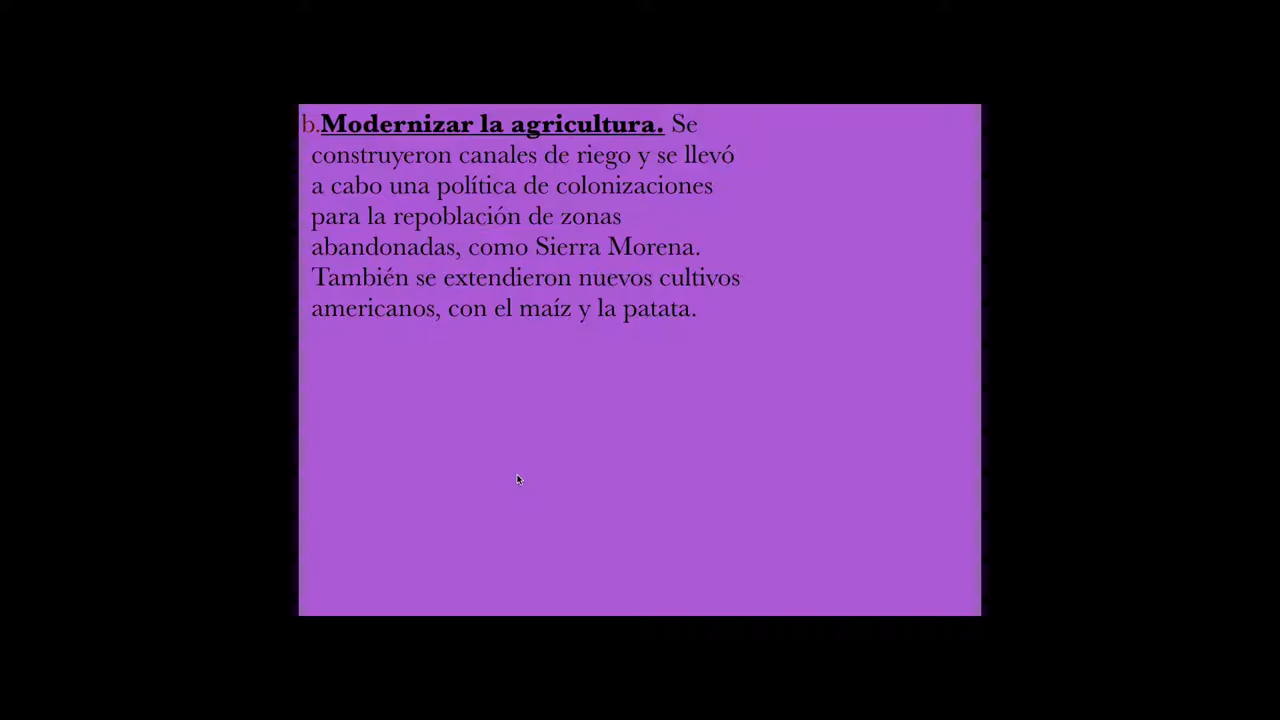 b.Modernizar la agricultura. Se
construyeron canales de riego y se llevó
a cabo una política de colonizaciones
para la repoblación de zonas
abandonadas, como Sierra Morena.
También se extendieron nuevos cultivos
americanos, con el maíz y la patata.